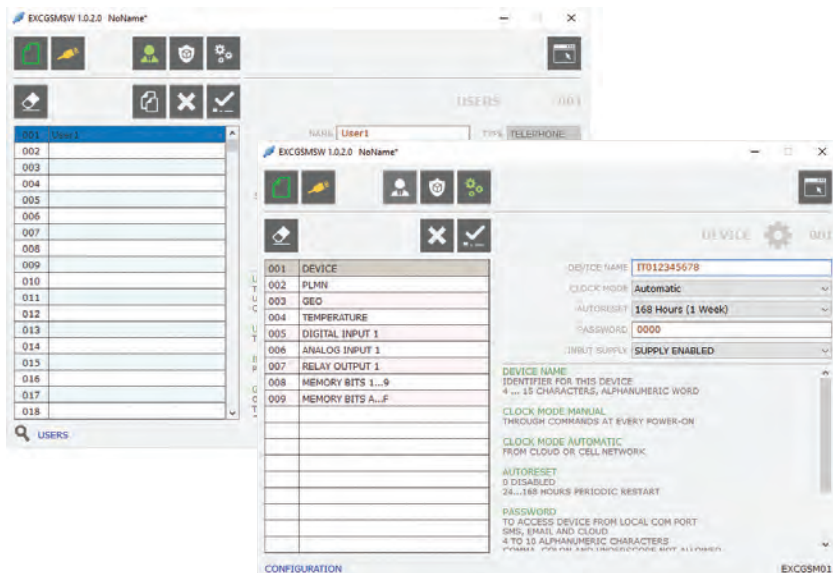 EXCGSMSW 1.0.2.0 NoName*
USERS 001
001 User1
NAME User1 TYPE TELEPHONE
002
003
004
005
006
007
008
009
010
011
012
013
014
015
016
017
018
USERS
EXCGSMSW 1.0.2.0 NoName*
DEVICE 001
001 DEVICE
002 PLMN
003 GEO
004 TEMPERATURE
005 DIGITAL INPUT 1
006 ANALOG INPUT 1
007 RELAY OUTPUT 1
008 MEMORY BITS 1...9
009 MEMORY BITS A...F
DEVICE NAME IT012345678
CLOCK MODE Automatic
AUTORESET 168 Hours (1 Week)
PASSWORD 0000
INPUT SUPPLY SUPPLY ENABLED
DEVICE NAME
IDENTIFIER FOR THIS DEVICE
4 ... 15 CHARACTERS, ALPHANUMERIC WORD
CLOCK MODE MANUAL
THROUGH COMMANDS AT EVERY POWER-ON
CLOCK MODE AUTOMATIC
FROM CLOUD OR CELL NETWORK
AUTORESET
0 DISABLED
24...168 HOURS PERIODIC RESTART
PASSWORD
TO ACCESS DEVICE FROM LOCAL COM PORT
SMS, EMAIL AND CLOUD
4 TO 10 ALPHANUMERIC CHARACTERS
COMMA, COLON AND UNDERSCORE NOT ALLOWED
CONFIGURATION
EXCGSM01